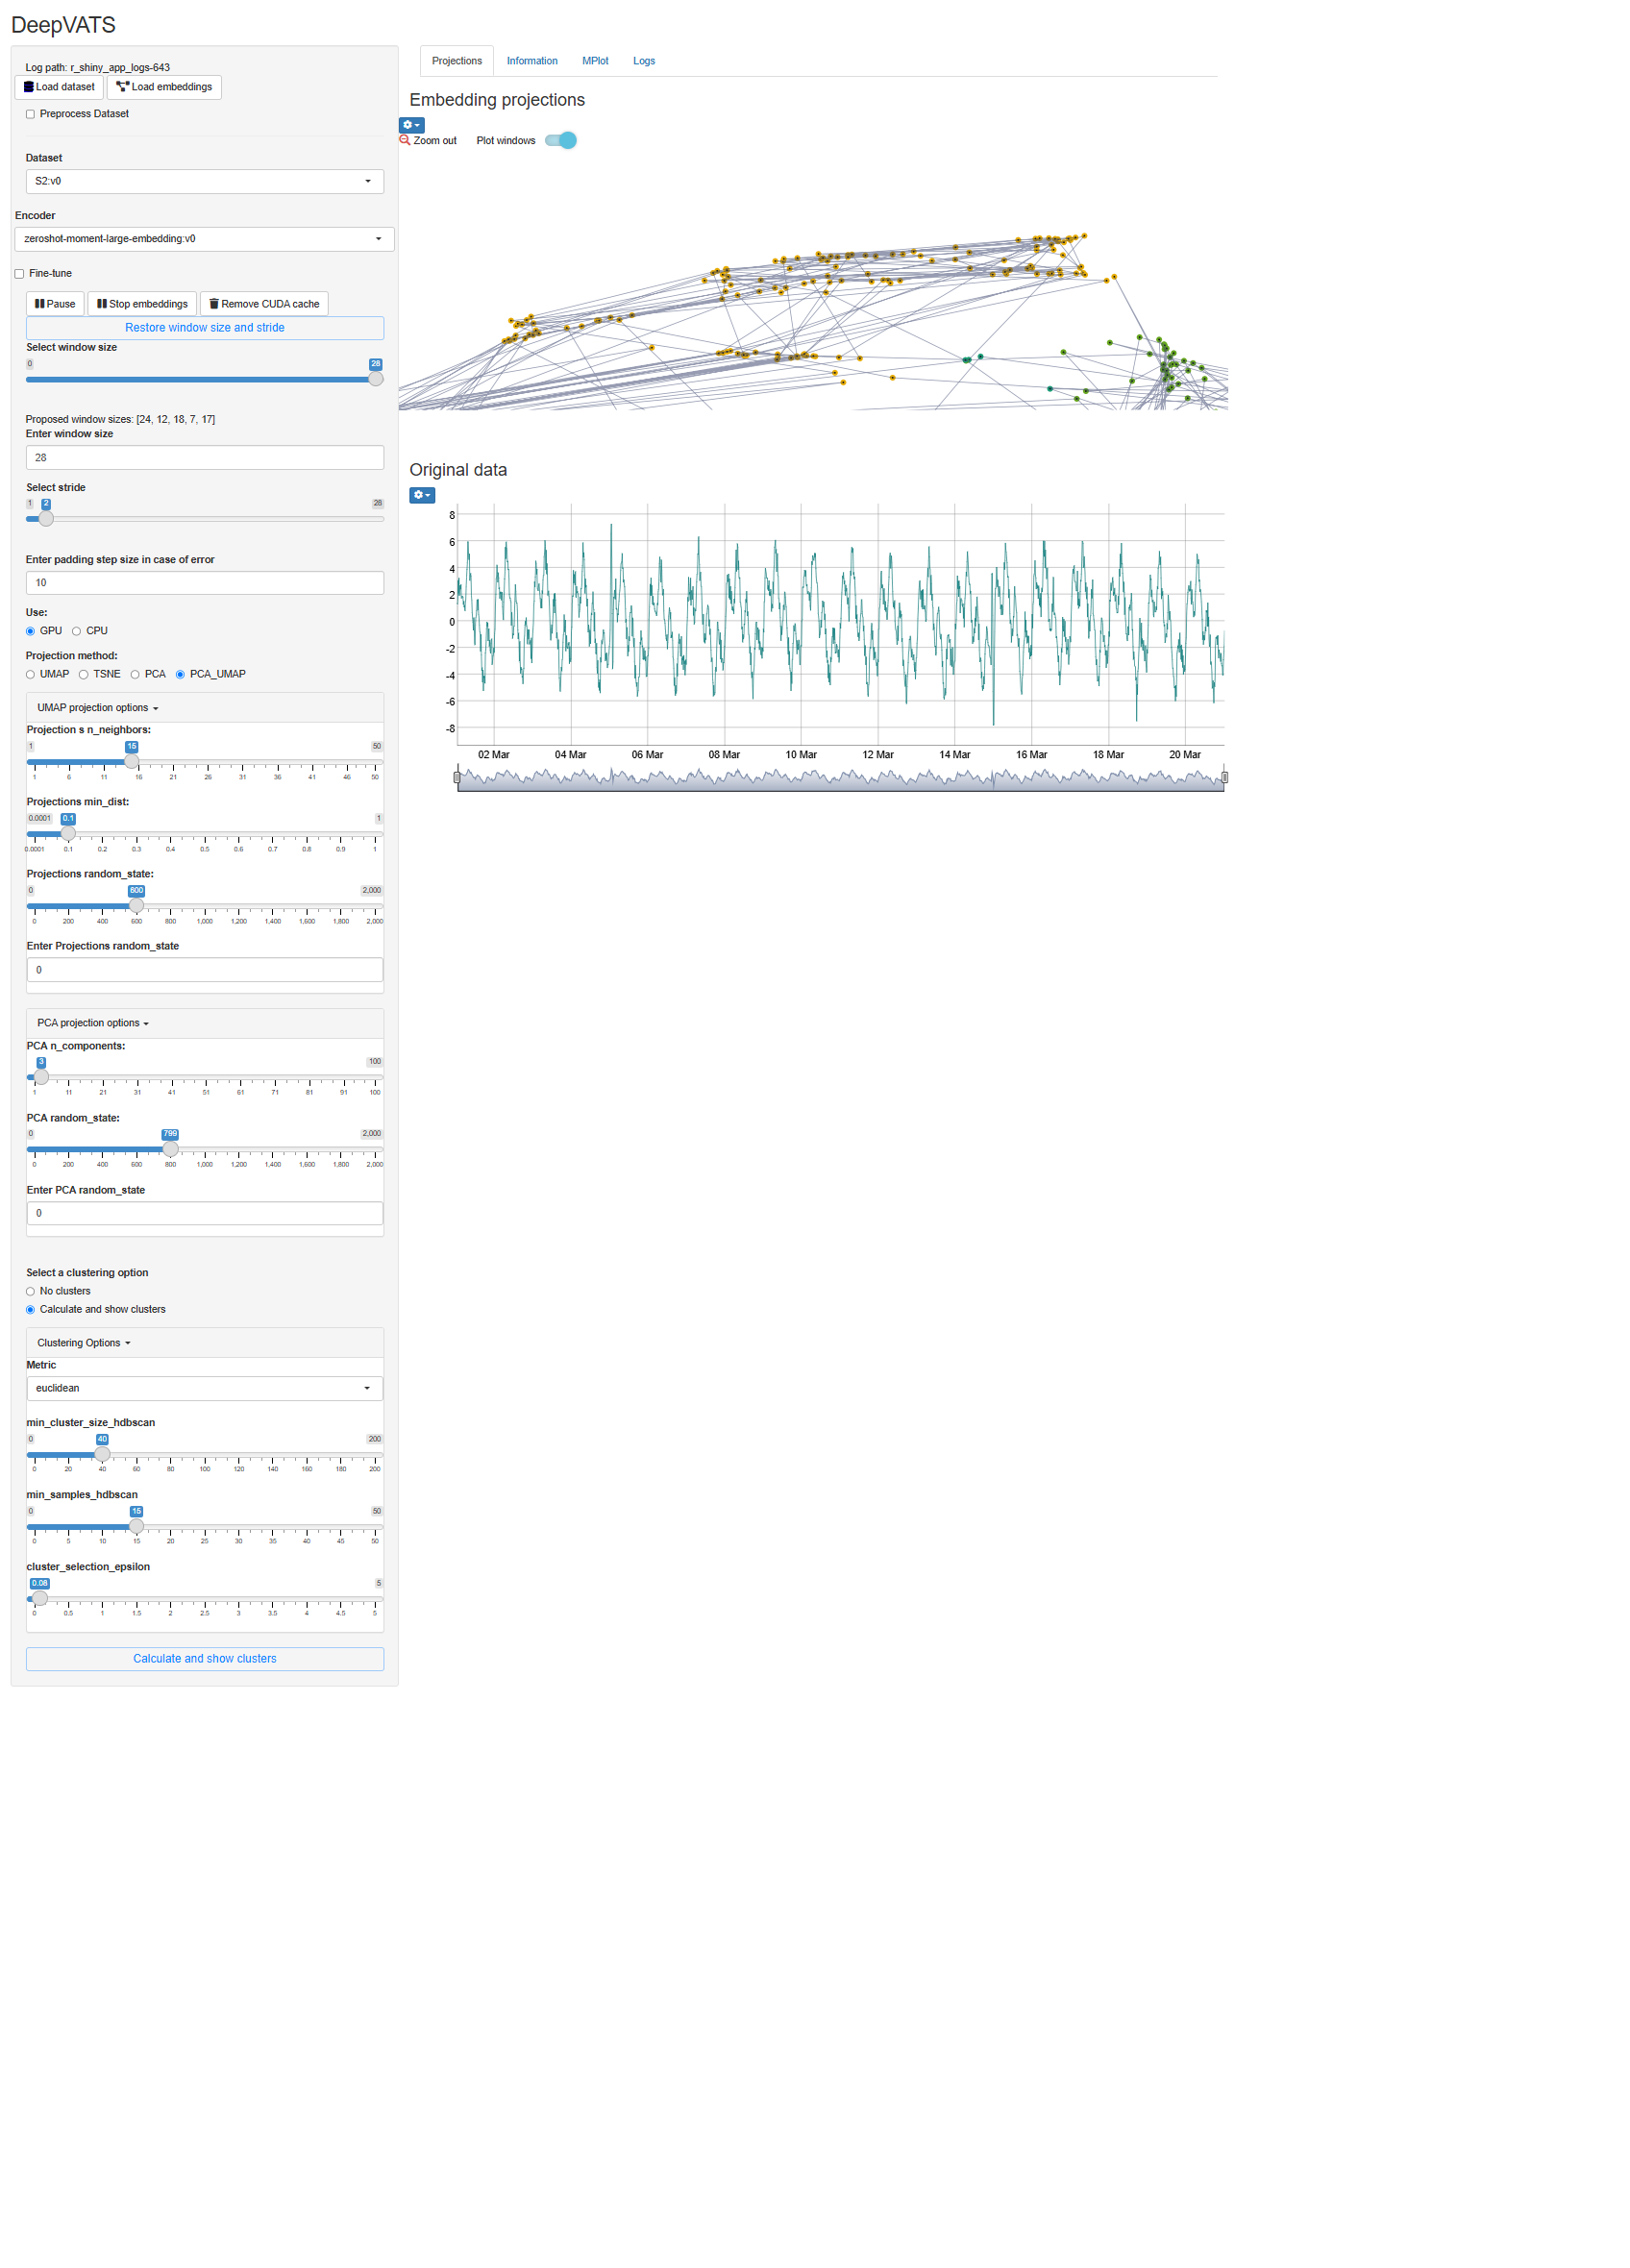 DeepVATS
Log path: r_shiny_app_logs-643
Load dataset Load embeddings
Preprocess Dataset
Dataset
S2:v0
Encoder
zeroshot-moment-large-embedding:v0
Fine-tune
Pause Stop embeddings Remove CUDA cache
Restore window size and stride
Select window size
0 28
Proposed window sizes: [24, 12, 18, 7, 17]
Enter window size
28
Select stride
1 2 28
Enter padding step size in case of error
10
Use:
GPU CPU
Projection method:
UMAP TSNE PCA PCA_UMAP
UMAP projection options
Projection s n_neighbors:
1 15 50
1 6 11 16 21 26 31 36 41 46 50
Projections min_dist:
0.0001 0.1 1
0.0001 0.1 0.2 0.3 0.4 0.5 0.6 0.7 0.8 0.9 1
Projections random_state:
0 600 2,000
0 200 400 600 800 1,000 1,200 1,400 1,600 1,800 2,000
Enter Projections random_state
0
PCA projection options
PCA n_components:
3 100
1 11 21 31 41 51 61 71 81 91 100
PCA random_state:
0 799 2,000
0 200 400 600 800 1,000 1,200 1,400 1,600 1,800 2,000
Enter PCA random_state
0
Select a clustering option
No clusters
Calculate and show clusters
Clustering Options
Metric
euclidean
min_cluster_size_hdbscan
0 40 200
0 20 40 60 80 100 120 140 160 180 200
min_samples_hdbscan
0 15 50
0 5 10 15 20 25 30 35 40 45 50
cluster_selection_epsilon
0.08 5
0 0.5 1 1.5 2 2.5 3 3.5 4 4.5 5
Calculate and show clusters
Projections Information MPlot Logs
Embedding projections
Zoom out Plot windows
Original data
8
6
4
2
0
-2
-4
-6
-8
02 Mar 04 Mar 06 Mar 08 Mar 10 Mar 12 Mar 14 Mar 16 Mar 18 Mar 20 Mar